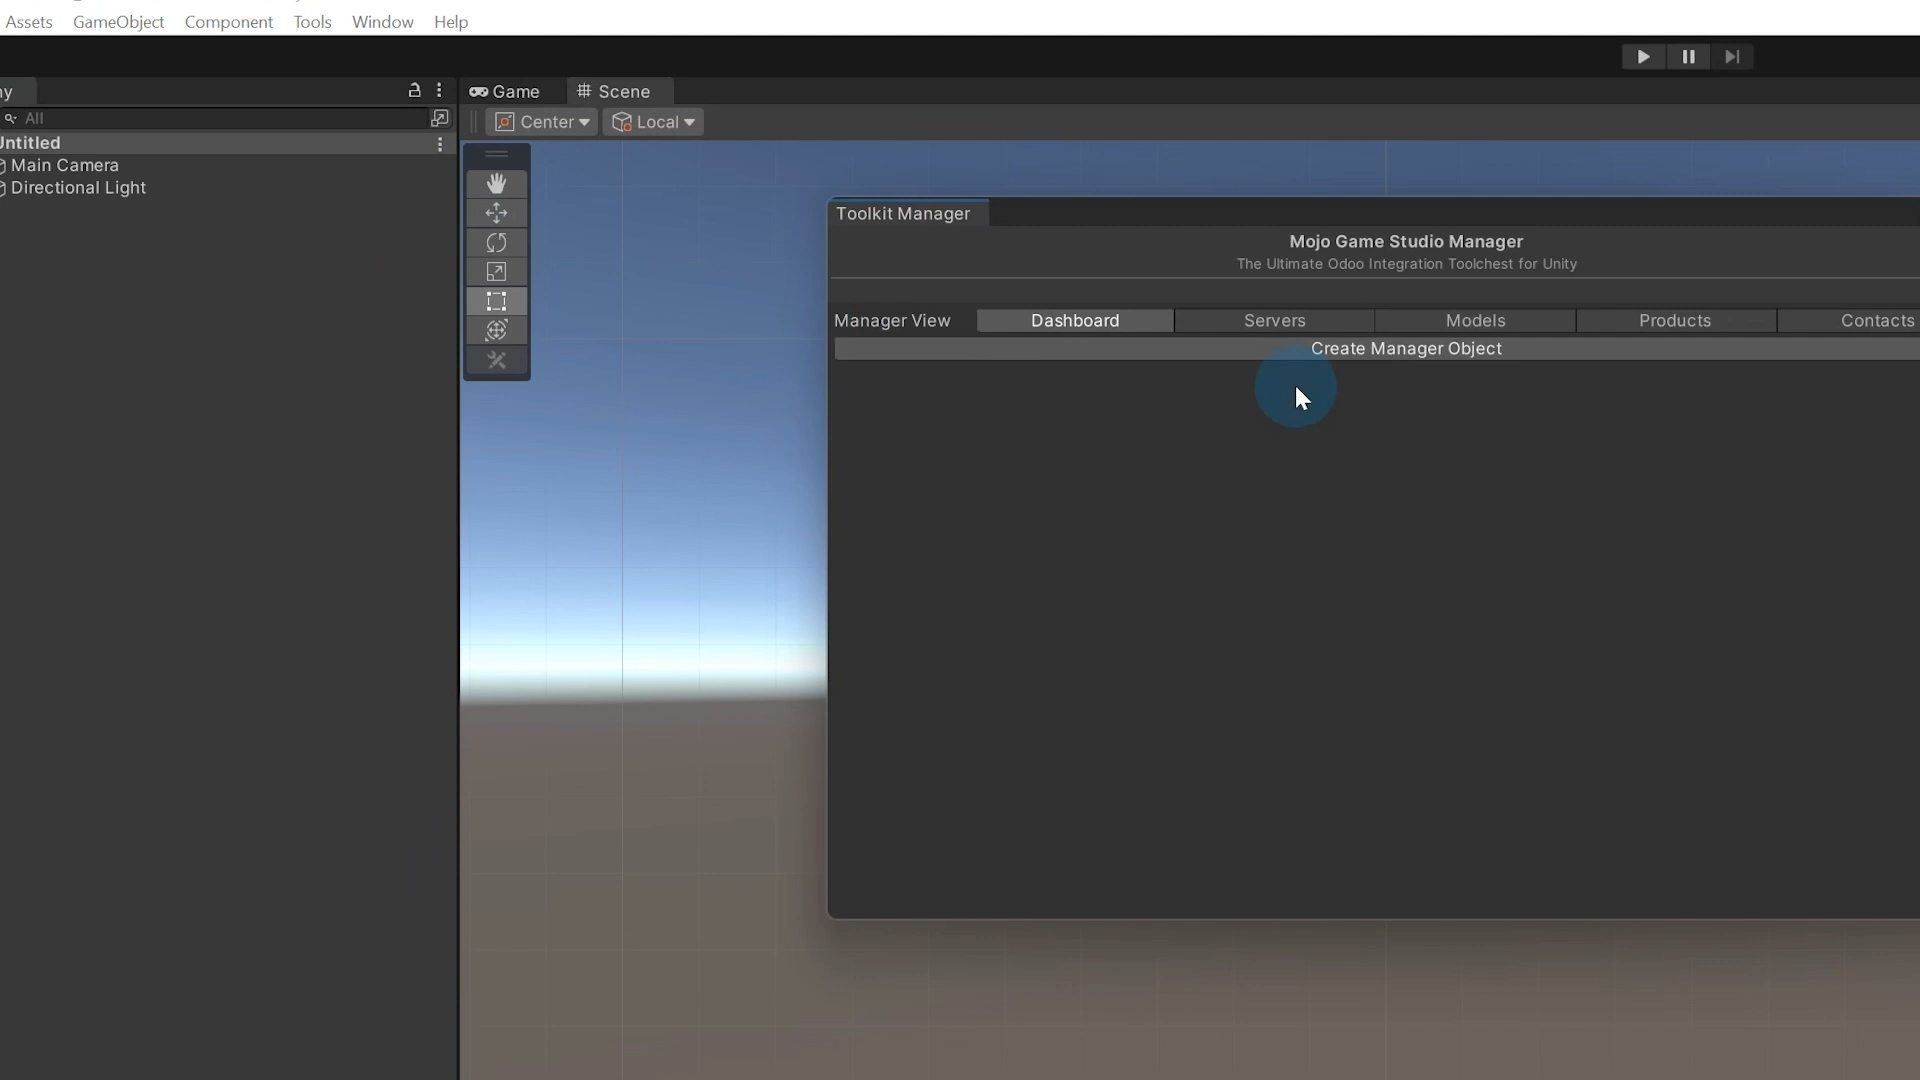 Assets GameObject Component Tools Window Help
Game Scene
All
Center Local
Untitled
Main Camera
Directional Light
Toolkit Manager
Mojo Game Studio Manager
The Ultimate Odoo Integration Toolchest for Unity
Manager View Dashboard Servers Models Products Contacts
Create Manager Object